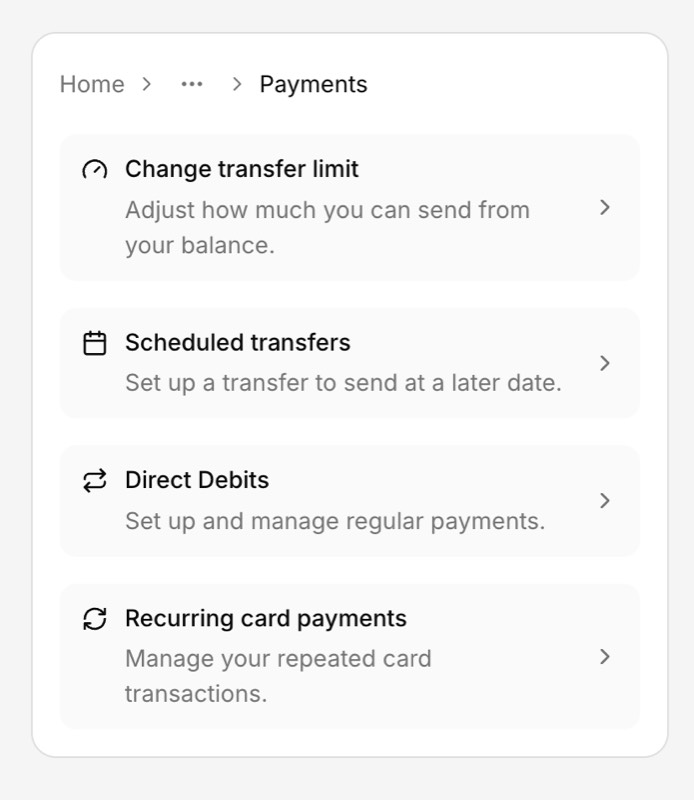 Home > ... > Payments
Change transfer limit
Adjust how much you can send from
your balance.
Scheduled transfers
Set up a transfer to send at a later date.
Direct Debits
Set up and manage regular payments.
Recurring card payments
Manage your repeated card
transactions.